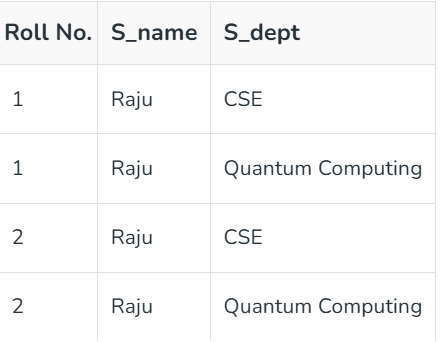 Roll No. S_name S_dept
1 Raju CSE
1 Raju Quantum Computing
2 Raju CSE
2 Raju Quantum Computing